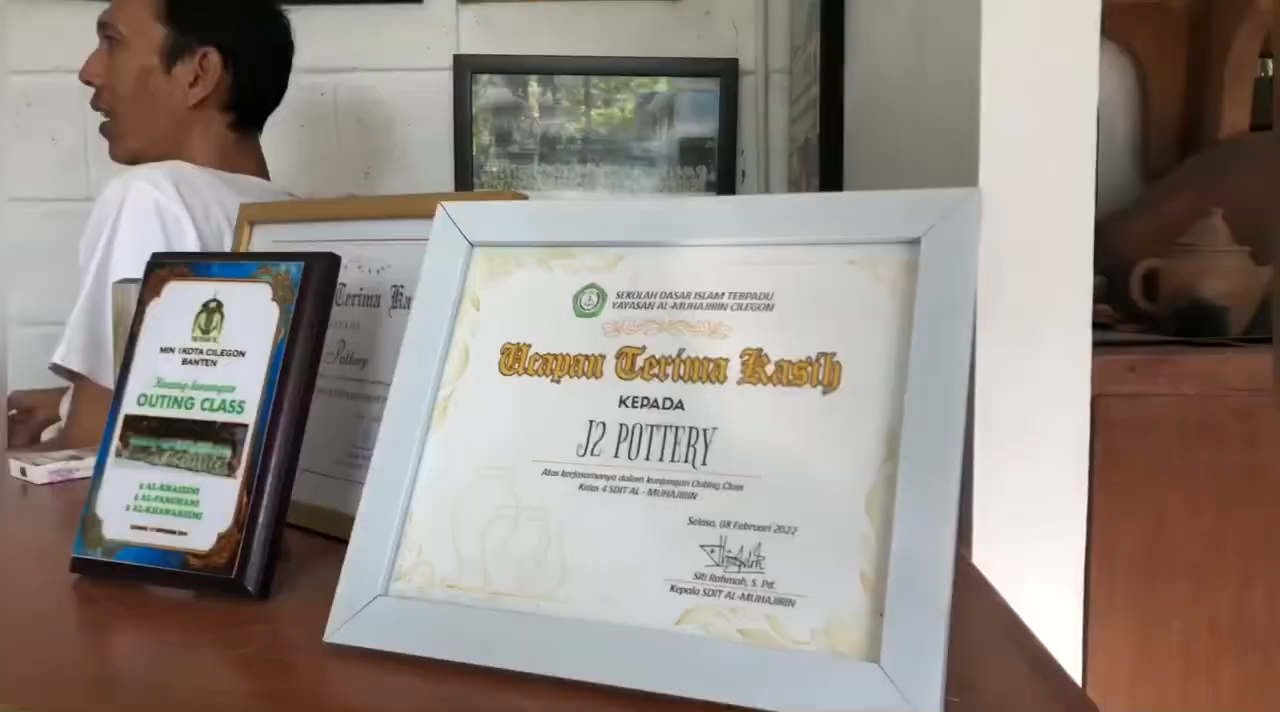 SEKOLAH DASAR ISLAM TERPADU
YAYASAN AL-MUHAJIRIN CILEGON
Ucapan Terima Kasih
KEPADA
J2 POTTERY
Atas kerjasamanya dalam kunjungan Outing Class
Kelas 4 SDIT AL - MUHAJIRIN
Selasa, 08 Februari 2022
Siti Rahmah, S. Pd.
Kepala SDIT AL-MUHAJIRIN
MIN 1 KOTA CILEGON
BANTEN
OUTING CLASS
Terima Ka
Pottery